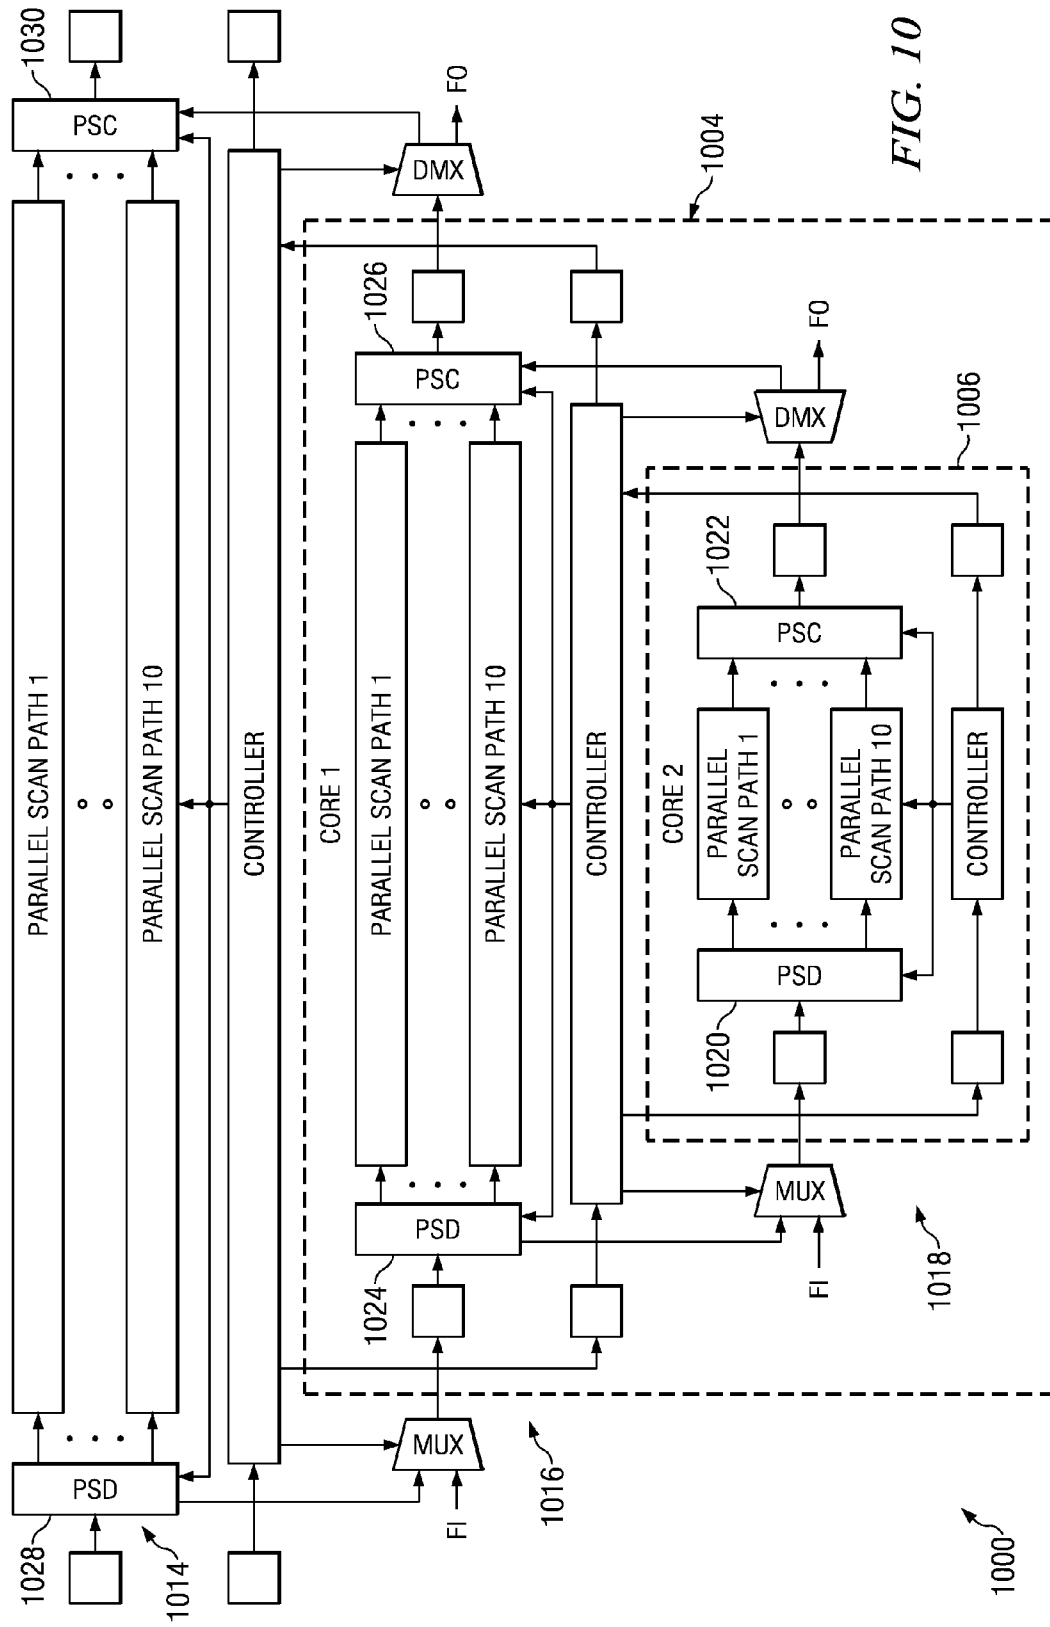 1028
PSD
1014
PARALLEL SCAN PATH 1
PARALLEL SCAN PATH 10
PSC
1030
CONTROLLER
FI
MUX
1016
DMX
FO
1004
CORE 1
1024
PSD
PARALLEL SCAN PATH 1
PARALLEL SCAN PATH 10
PSC
1026
CONTROLLER
FI
MUX
1018
DMX
FO
1006
CORE 2
1020
PSD
PARALLEL
SCAN PATH 1
PARALLEL
SCAN PATH 10
PSC
1022
CONTROLLER
1000
FIG. 10